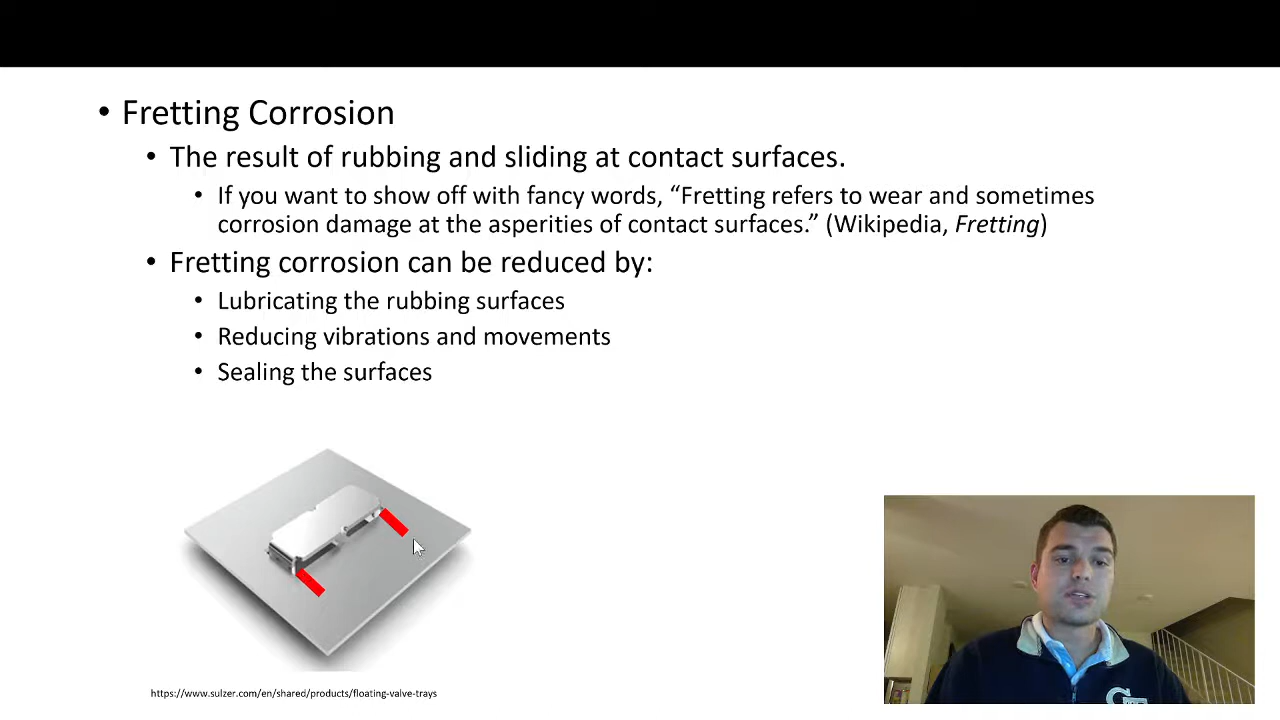 • Fretting Corrosion
• The result of rubbing and sliding at contact surfaces.
• If you want to show off with fancy words, “Fretting refers to wear and sometimes
corrosion damage at the asperities of contact surfaces.” (Wikipedia, Fretting)
• Fretting corrosion can be reduced by:
• Lubricating the rubbing surfaces
• Reducing vibrations and movements
• Sealing the surfaces
https://www.sulzer.com/en/shared/products/floating-valve-trays